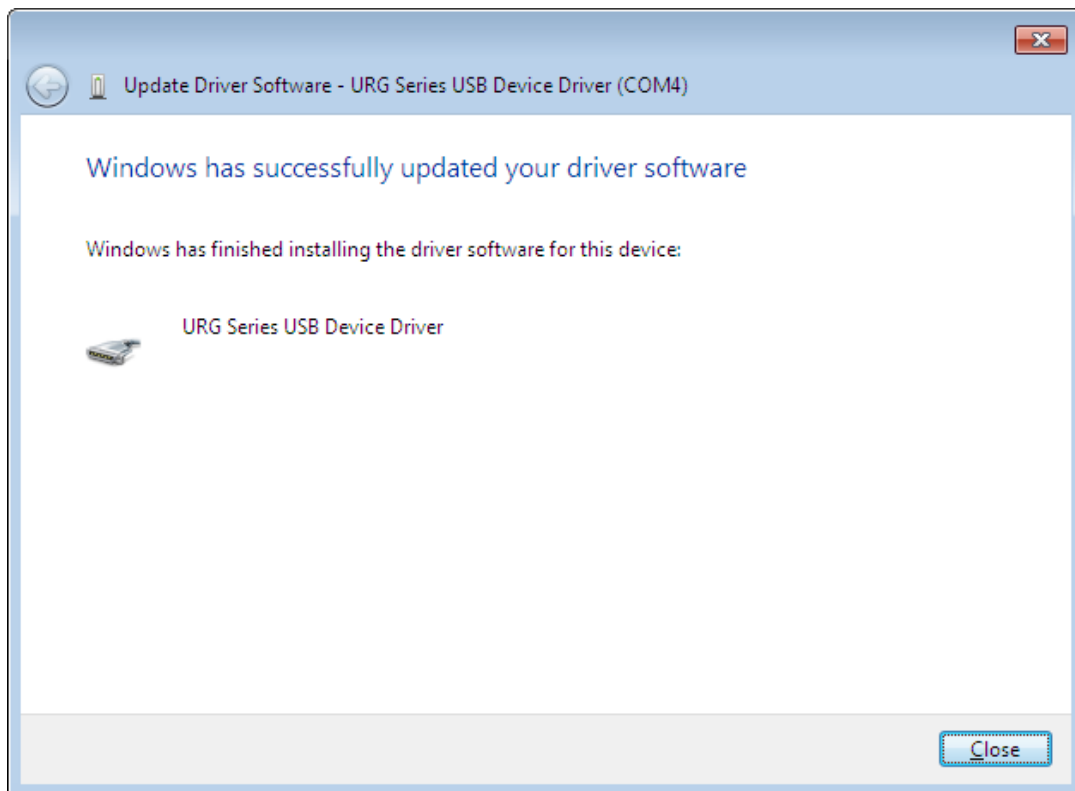 Update Driver Software - URG Series USB Device Driver (COM4)
Windows has successfully updated your driver software
Windows has finished installing the driver software for this device:
URG Series USB Device Driver
Close